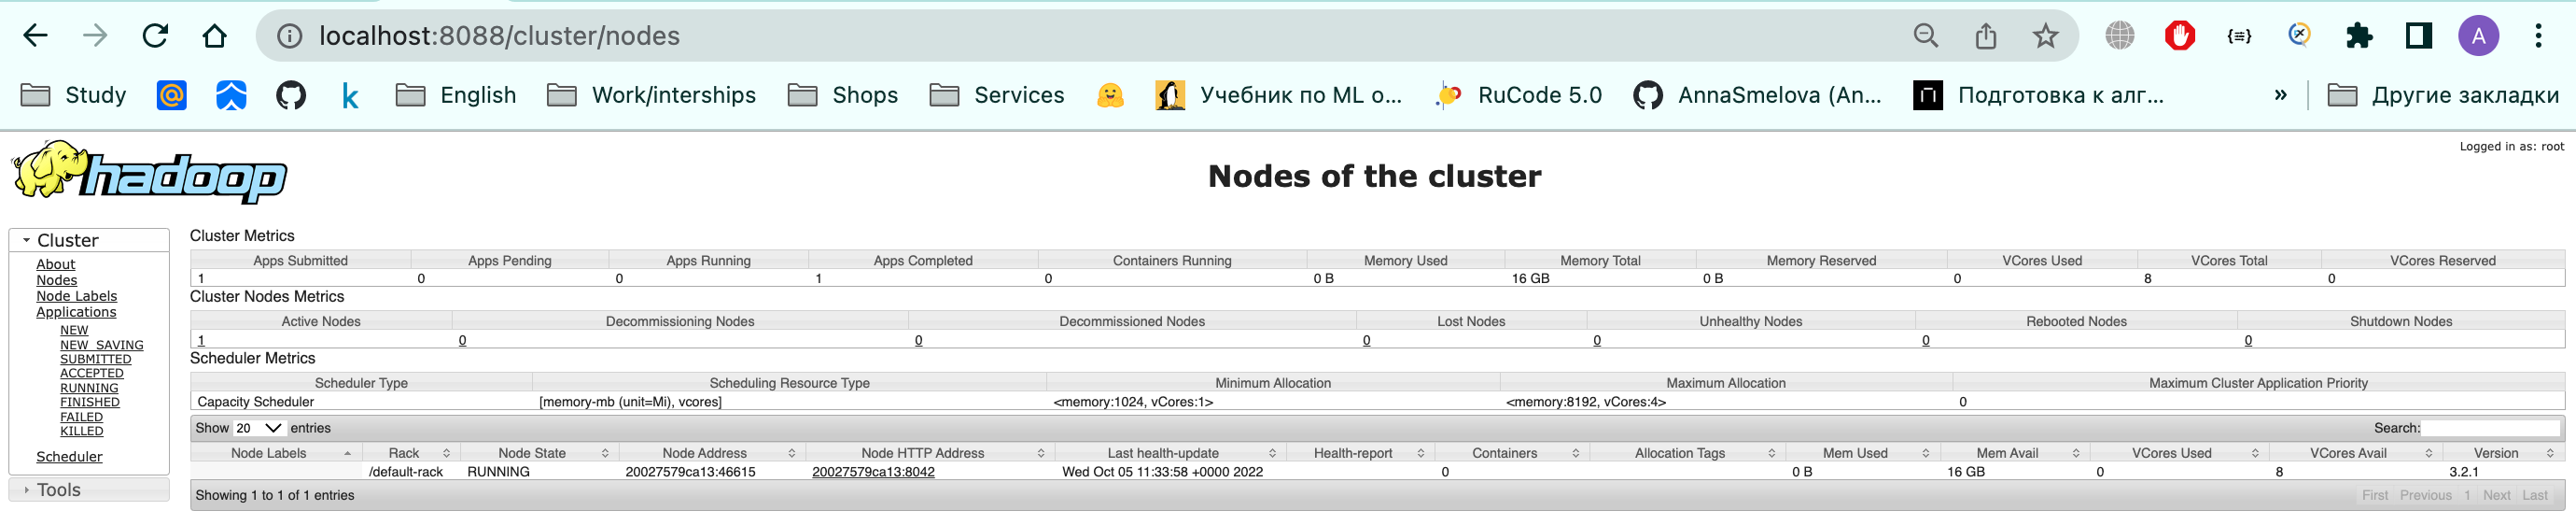 localhost:8088/cluster/nodes
A
Study English Work/interships Shops Services Учебник по ML о... RuCode 5.0 AnnaSmelova (An... Подготовка к алг... » Другие закладки
hadoop
Nodes of the cluster
Logged in as: root
Cluster
About
Nodes
Node Labels
Applications
NEW
NEW_SAVING
SUBMITTED
ACCEPTED
RUNNING
FINISHED
FAILED
KILLED
Scheduler
Tools
Cluster Metrics
Apps Submitted Apps Pending Apps Running Apps Completed Containers Running Memory Used Memory Total Memory Reserved VCores Used VCores Total VCores Reserved
1 0 0 1 0 0 B 16 GB 0 B 0 8 0
Cluster Nodes Metrics
Active Nodes Decommissioning Nodes Decommissioned Nodes Lost Nodes Unhealthy Nodes Rebooted Nodes Shutdown Nodes
1 0 0 0 0 0 0
Scheduler Metrics
Scheduler Type Scheduling Resource Type Minimum Allocation Maximum Allocation Maximum Cluster Application Priority
Capacity Scheduler [memory-mb (unit=Mi), vcores] <memory:1024, vCores:1> <memory:8192, vCores:4> 0
Show 20 entries Search:
Node Labels Rack Node State Node Address Node HTTP Address Last health-update Health-report Containers Allocation Tags Mem Used Mem Avail VCores Used VCores Avail Version
/default-rack RUNNING 20027579ca13:46615 20027579ca13:8042 Wed Oct 05 11:33:58 +0000 2022 0 0 B 16 GB 0 8 3.2.1
Showing 1 to 1 of 1 entries First Previous 1 Next Last